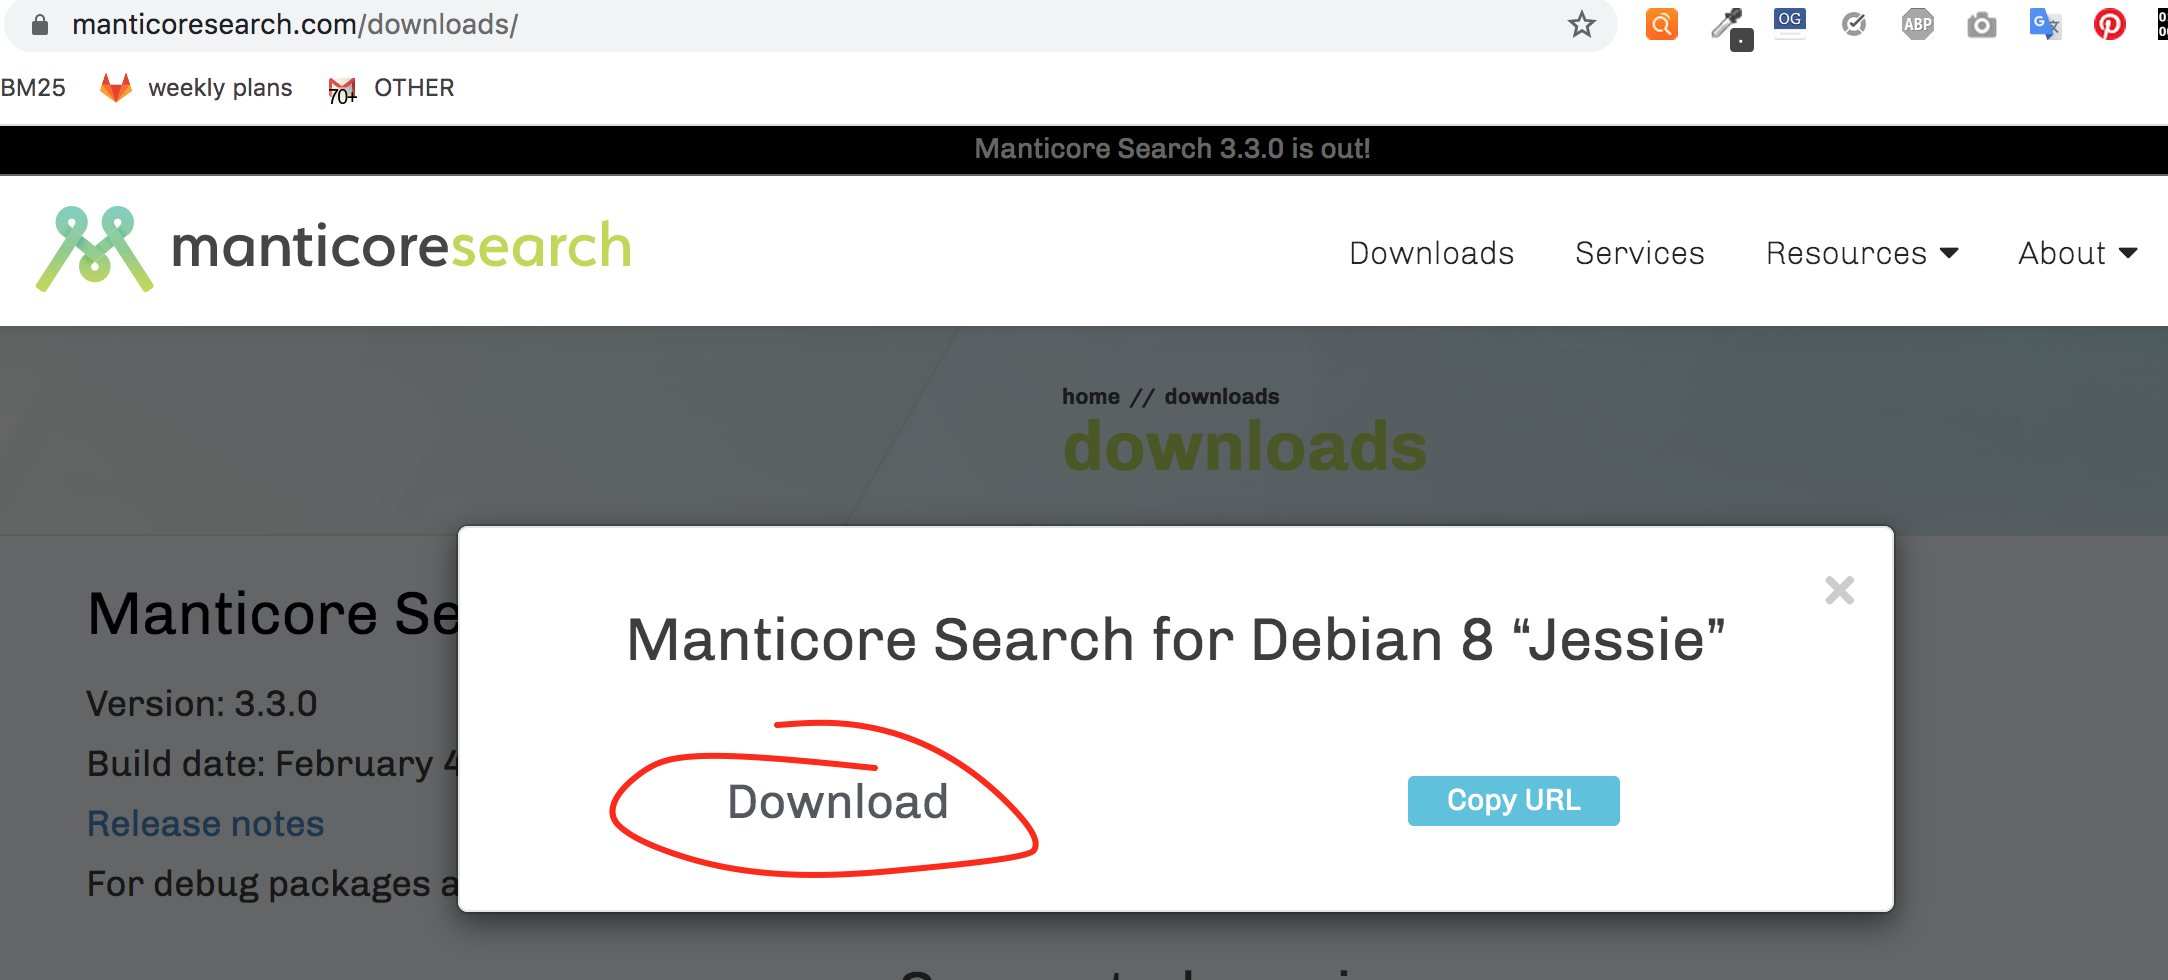 manticoresearch.com/downloads/
OG
ABP
G
BM25 weekly plans 70+ OTHER
Manticore Search 3.3.0 is out!
manticoresearch
Downloads Services Resources About
home // downloads
downloads
Manticore Se
Version: 3.3.0
Build date: February 4
Release notes
For debug packages a
Manticore Search for Debian 8 “Jessie”
Download
Copy URL